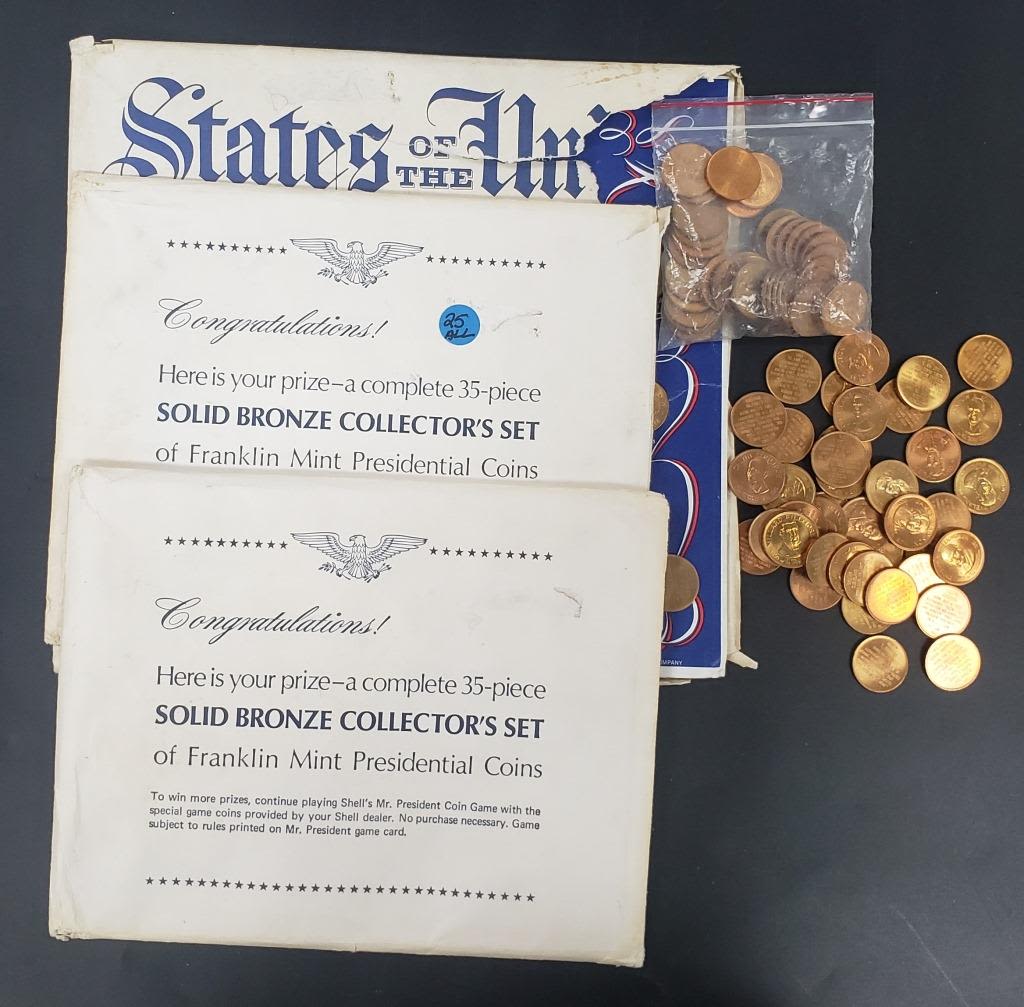 States OF THE Uni
Congratulations!
25
ALL
Here is your prize–a complete 35-piece
SOLID BRONZE COLLECTOR'S SET
of Franklin Mint Presidential Coins
Congratulations!
Here is your prize–a complete 35-piece
SOLID BRONZE COLLECTOR'S SET
of Franklin Mint Presidential Coins
To win more prizes, continue playing Shell's Mr. President Coin Game with the
special game coins provided by your Shell dealer. No purchase necessary. Game
subject to rules printed on Mr. President game card.
MPANY